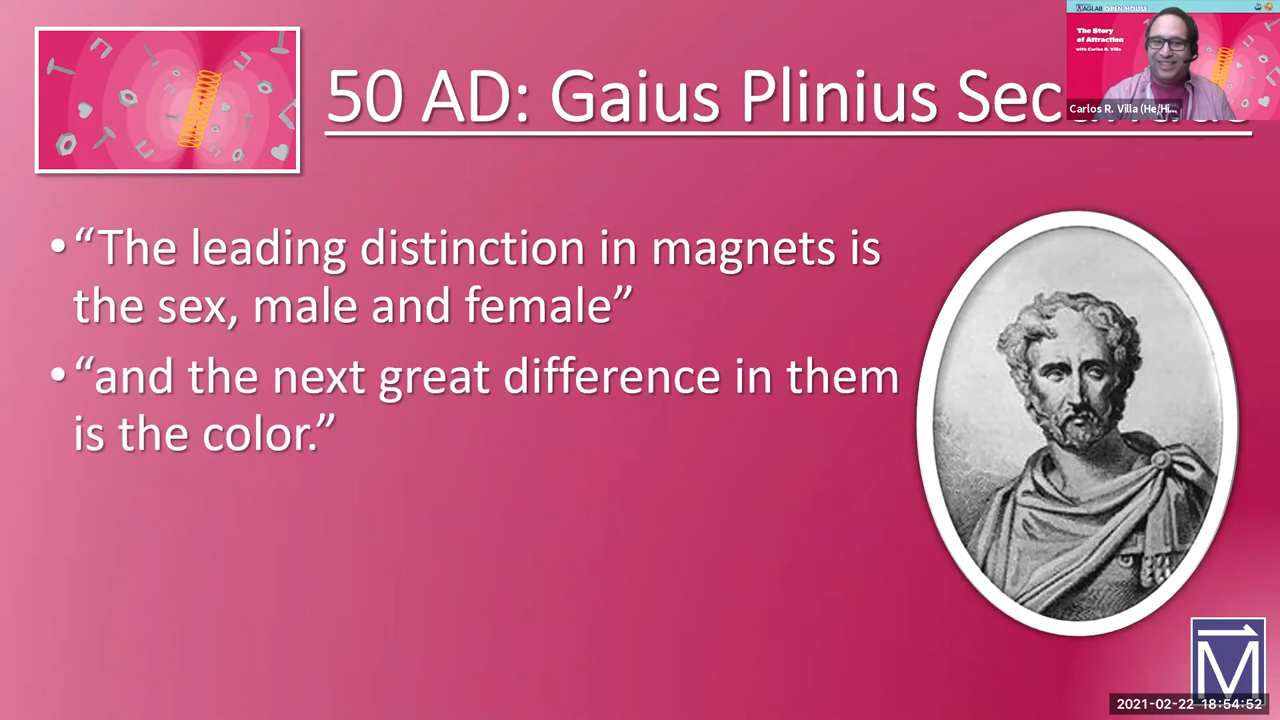 50 AD: Gaius Plinius
“The leading distinction in magnets is
the sex, male and female”
“and the next great difference in them
is the color.”
MAGLAB OPEN HOUSE
The Story
of Attraction
with Carlos R. Villa
Carlos R. Villa (He/Hi...
M
2021-02-22 18:54:52